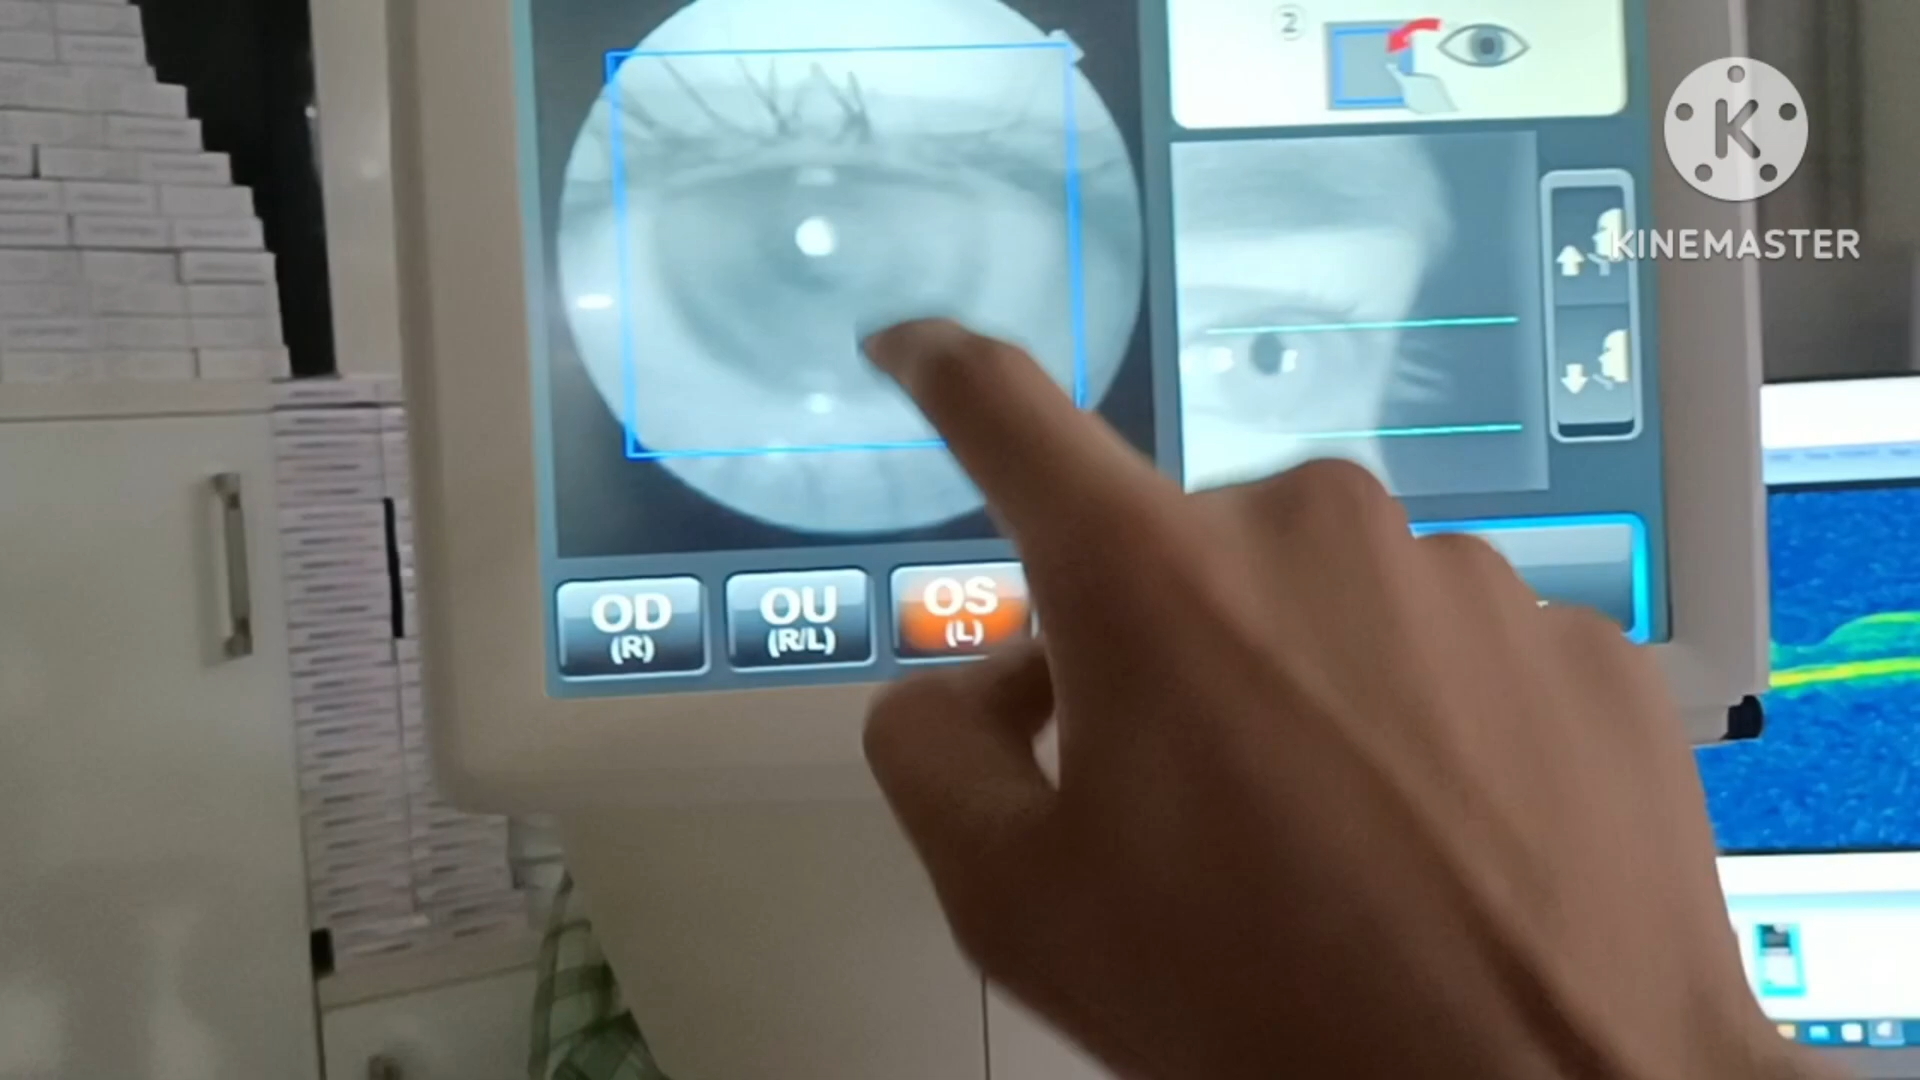 ②
K
KINEMASTER
OD
(R)
OU
(R/L)
OS
(L)